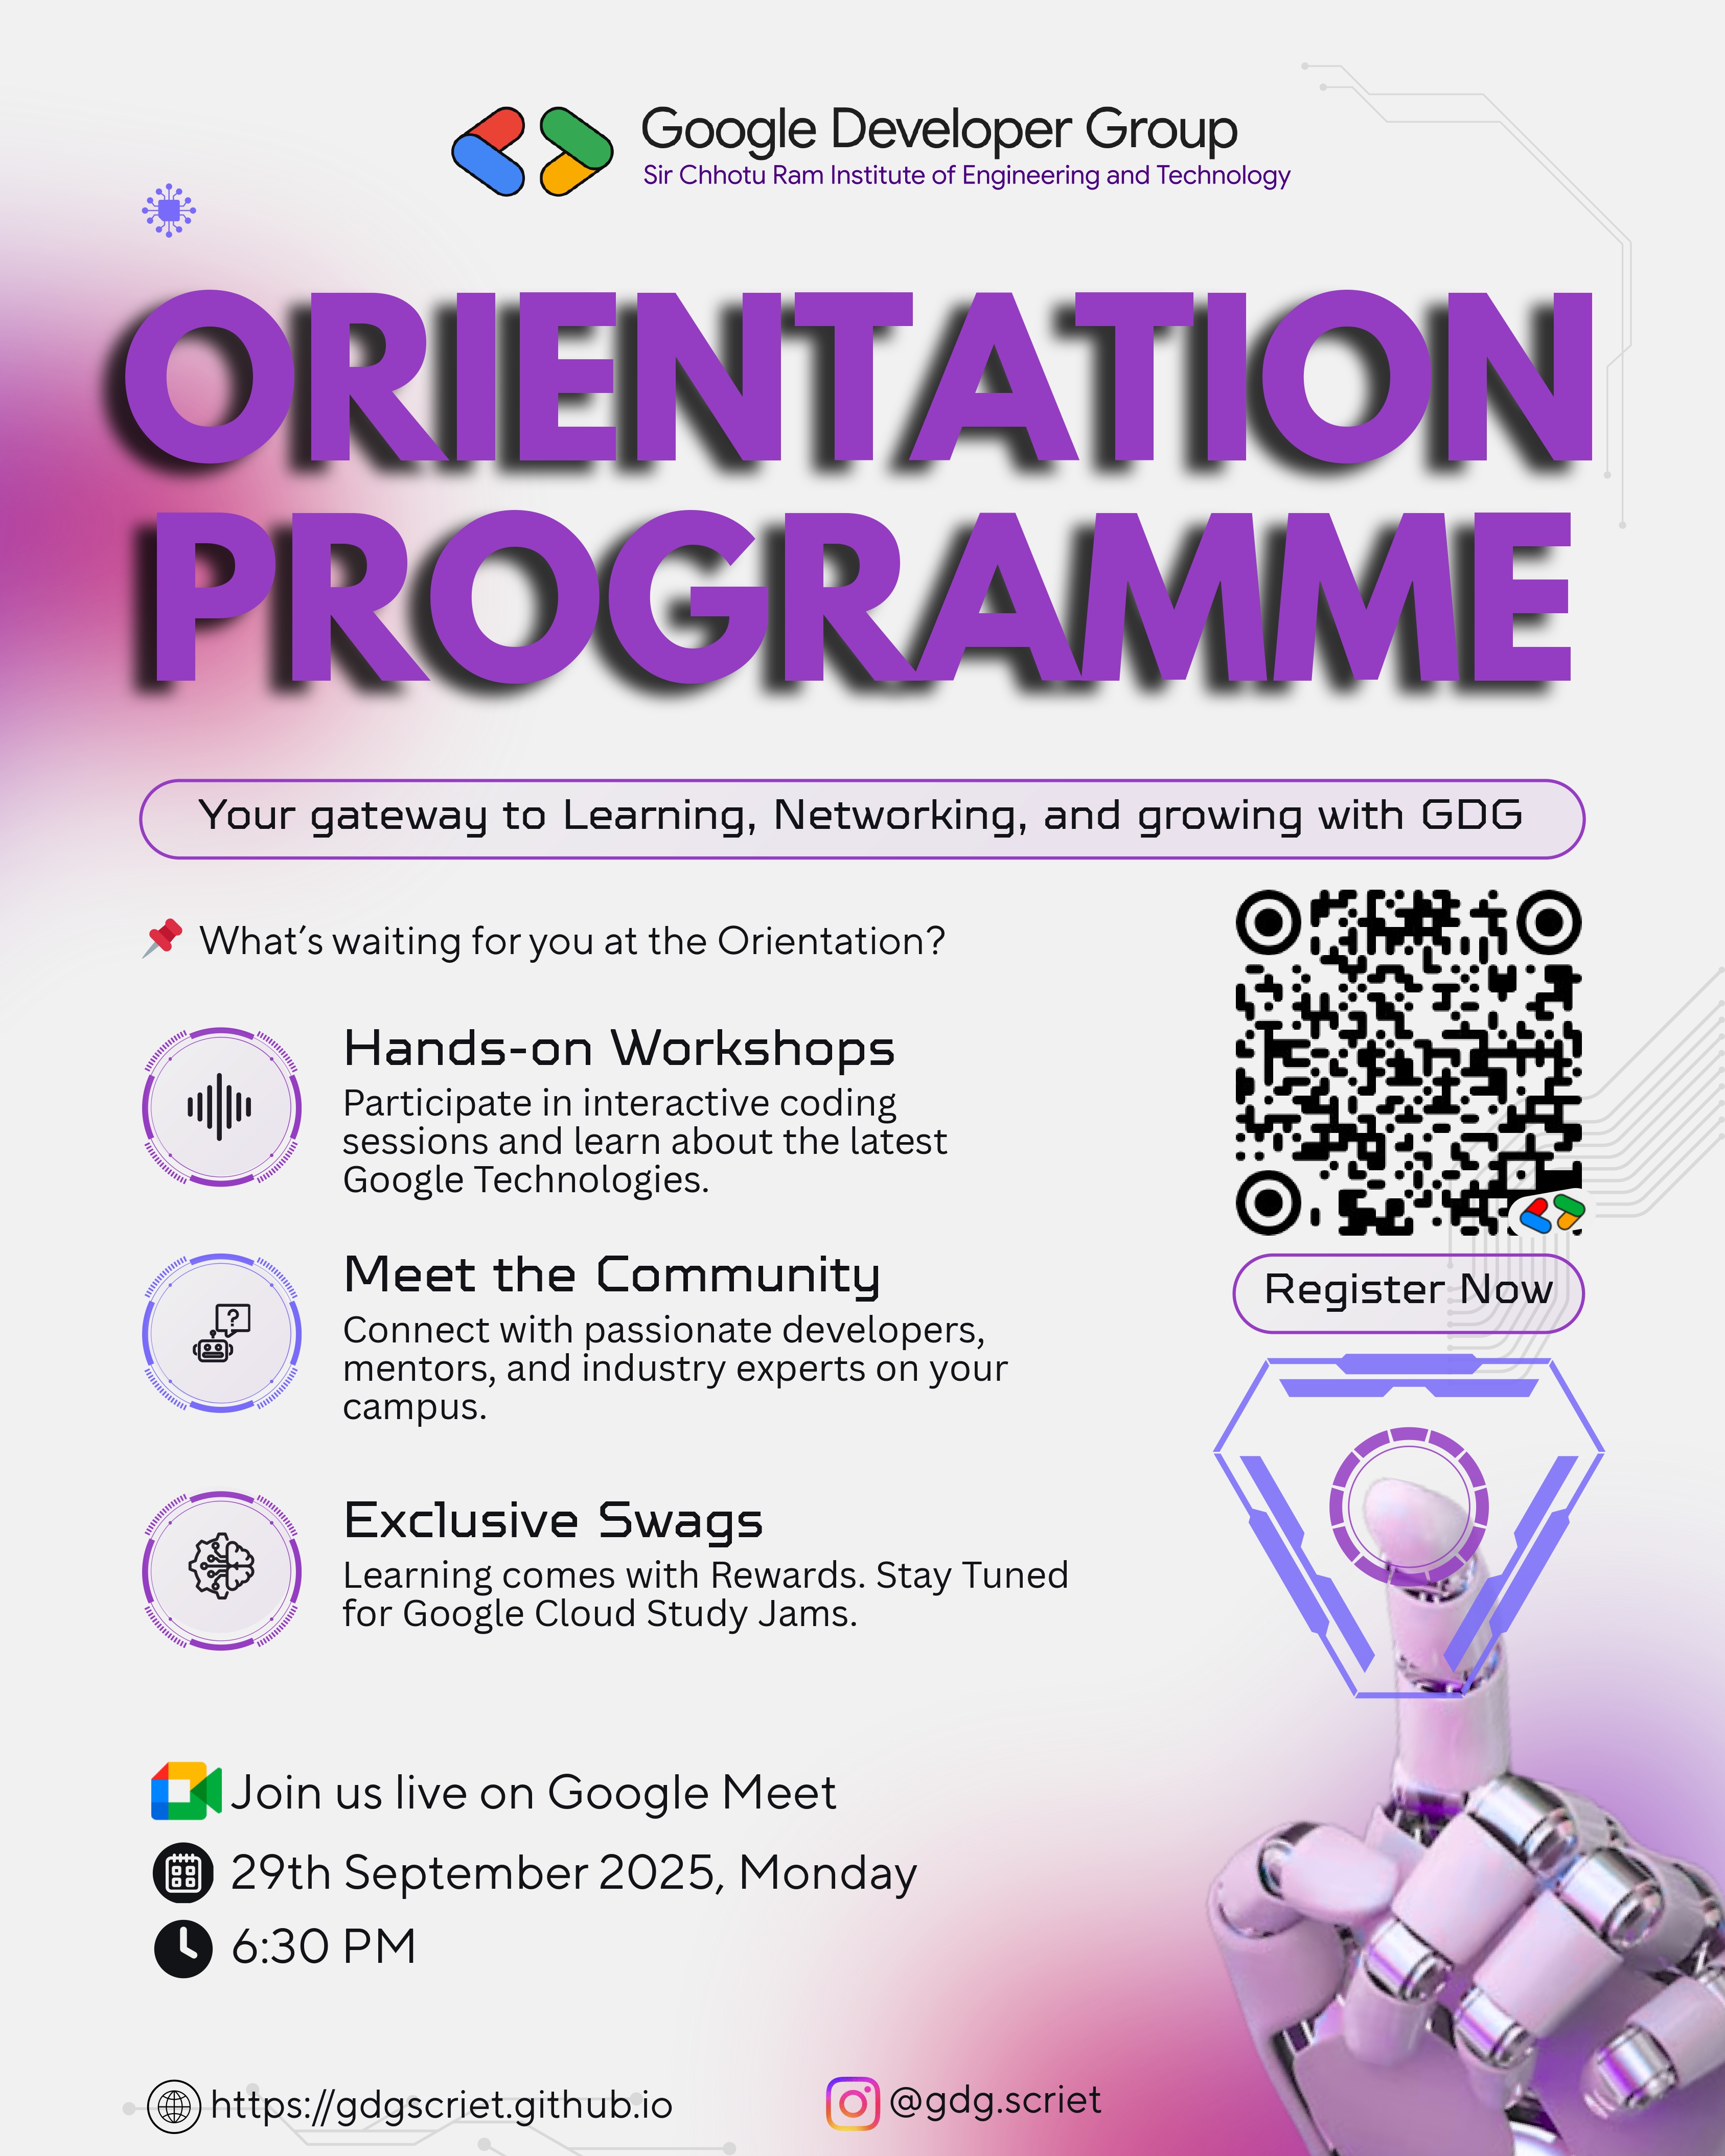 Google Developer Group
Sir Chhotu Ram Institute of Engineering and Technology
ORIENTATION
PROGRAMME
Your gateway to Learning, Networking, and growing with GDG
What's waiting for you at the Orientation?
Hands-on Workshops
Participate in interactive coding
sessions and learn about the latest
Google Technologies.
Meet the Community
Connect with passionate developers,
mentors, and industry experts on your
campus.
Exclusive Swags
Learning comes with Rewards. Stay Tuned
for Google Cloud Study Jams.
Register Now
Join us live on Google Meet
29th September 2025, Monday
6:30 PM
https://gdgscriet.github.io
@gdg.scriet